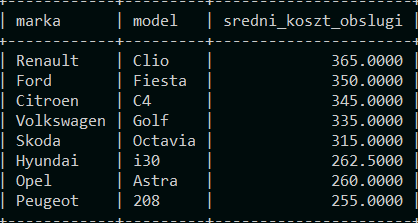 marka | model | sredni_koszt_obslugi
Renault | Clio | 365.0000
Ford | Fiesta | 350.0000
Citroen | C4 | 345.0000
Volkswagen | Golf | 335.0000
Skoda | Octavia | 315.0000
Hyundai | i30 | 262.5000
Opel | Astra | 260.0000
Peugeot | 208 | 255.0000